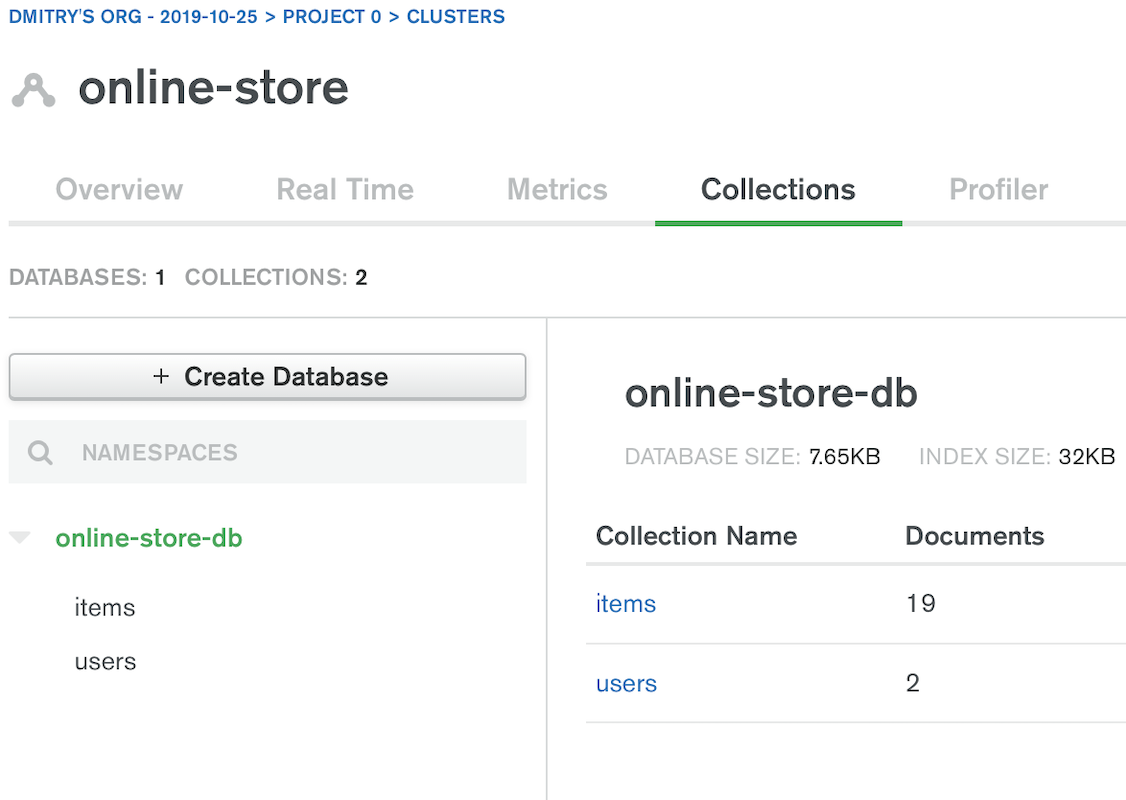 DMITRY'S ORG - 2019-10-25 > PROJECT 0 > CLUSTERS
online-store
Overview Real Time Metrics Collections Profiler
DATABASES: 1 COLLECTIONS: 2
+ Create Database
NAMESPACES
online-store-db
items
users
online-store-db
DATABASE SIZE: 7.65KB INDEX SIZE: 32KB
Collection Name Documents
items 19
users 2